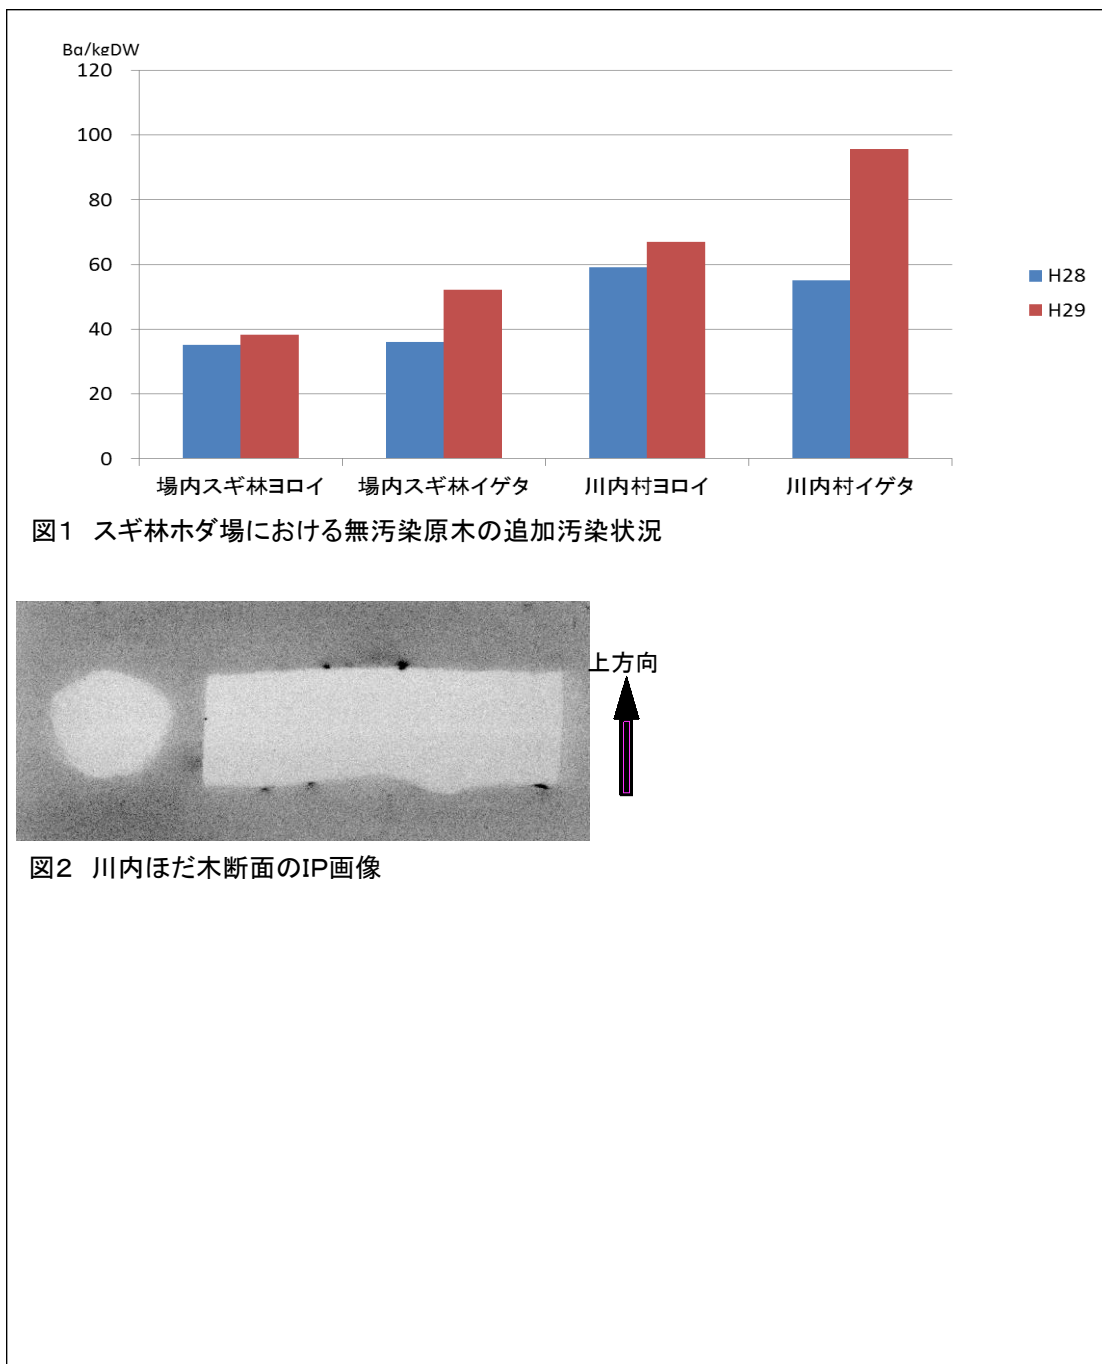 Bq/kgDW
120
100
80
60
40
20
0
H28
H29
場内スギ林ヨロイ 場内スギ林イゲタ 川内村ヨロイ 川内村イゲタ
図1 スギ林ホダ場における無汚染原木の追加汚染状況
上方向
図2 川内ほだ木断面のIP画像